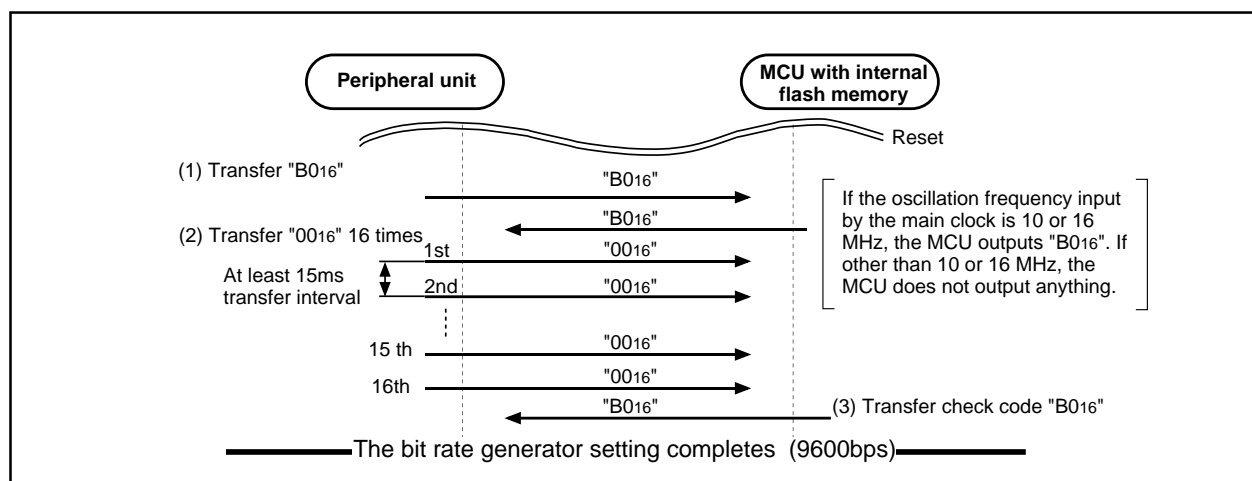 Peripheral unit
MCU with internal
flash memory
Reset
(1) Transfer "B016"
"B016"
"B016"
If the oscillation frequency input
by the main clock is 10 or 16
MHz, the MCU outputs "B016". If
other than 10 or 16 MHz, the
MCU does not output anything.
(2) Transfer "0016" 16 times
1st
"0016"
At least 15ms
transfer interval
2nd
"0016"
15 th
"0016"
16th
"0016"
"B016"
(3) Transfer check code "B016"
The bit rate generator setting completes (9600bps)